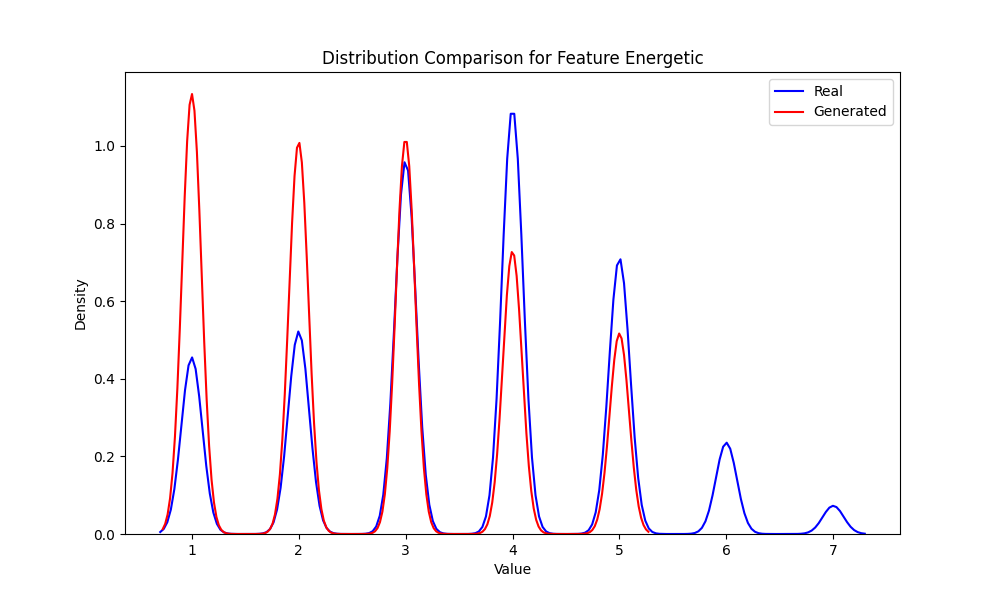 Distribution Comparison for Feature Energetic
Real
Generated
1.0
0.8
0.6
0.4
0.2
0.0
Density
1 2 3 4 5 6 7
Value